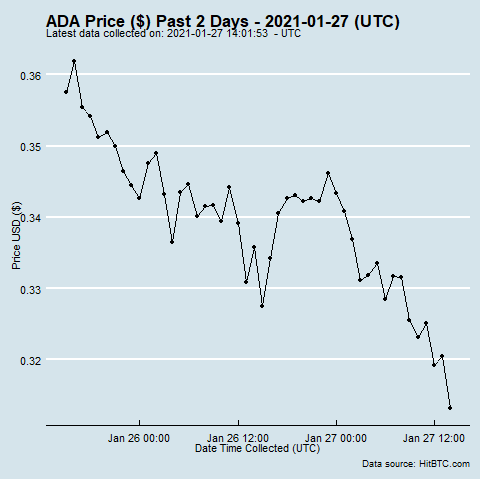 ADA Price ($) Past 2 Days - 2021-01-27 (UTC)
Latest data collected on: 2021-01-27 14:01:53  - UTC
0.36
0.35
0.34
0.33
0.32
Price USD ($)
Jan 26 00:00
Jan 26 12:00
Jan 27 00:00
Jan 27 12:00
Date Time Collected (UTC)
Data source: HitBTC.com